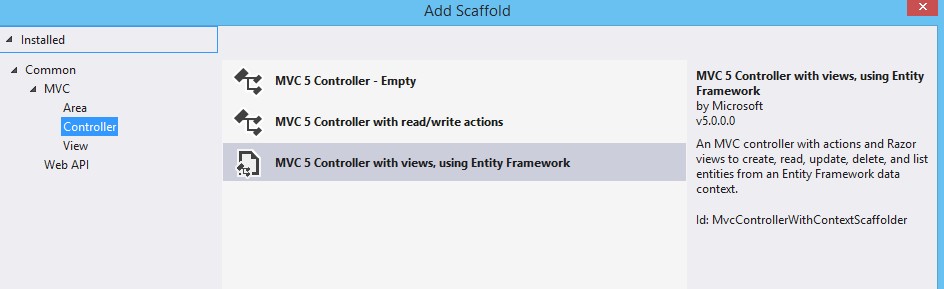 Add Scaffold
Installed
Common
MVC
Area
Controller
View
Web API
MVC 5 Controller - Empty
MVC 5 Controller with read/write actions
MVC 5 Controller with views, using Entity Framework
MVC 5 Controller with views, using Entity
Framework
by Microsoft
v5.0.0.0
An MVC controller with actions and Razor
views to create, read, update, delete, and list
entities from an Entity Framework data
context.
Id: MvcControllerWithContextScaffolder